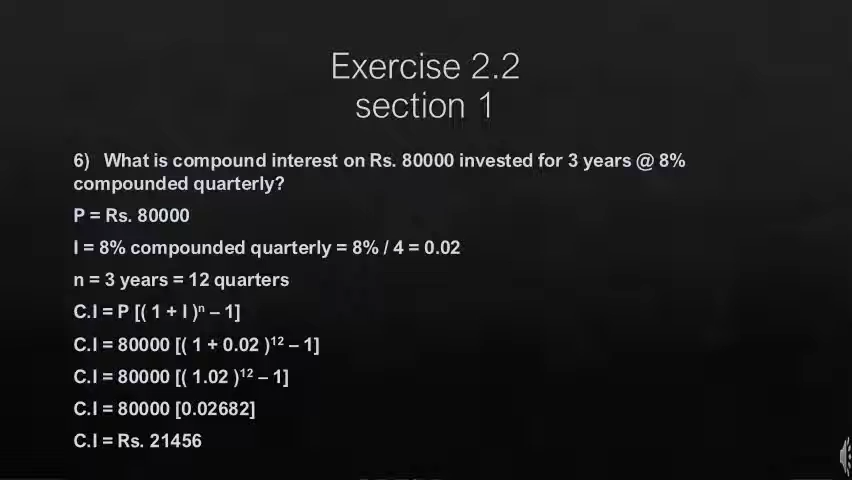 Exercise 2.2
section 1
6) What is compound interest on Rs. 80000 invested for 3 years @ 8%
compounded quarterly?
P = Rs. 80000
I = 8% compounded quarterly = 8% / 4 = 0.02
n = 3 years = 12 quarters
C.I = P [( 1 + I )ⁿ – 1]
C.I = 80000 [( 1 + 0.02 )¹² – 1]
C.I = 80000 [( 1.02 )¹² – 1]
C.I = 80000 [0.02682]
C.I = Rs. 21456